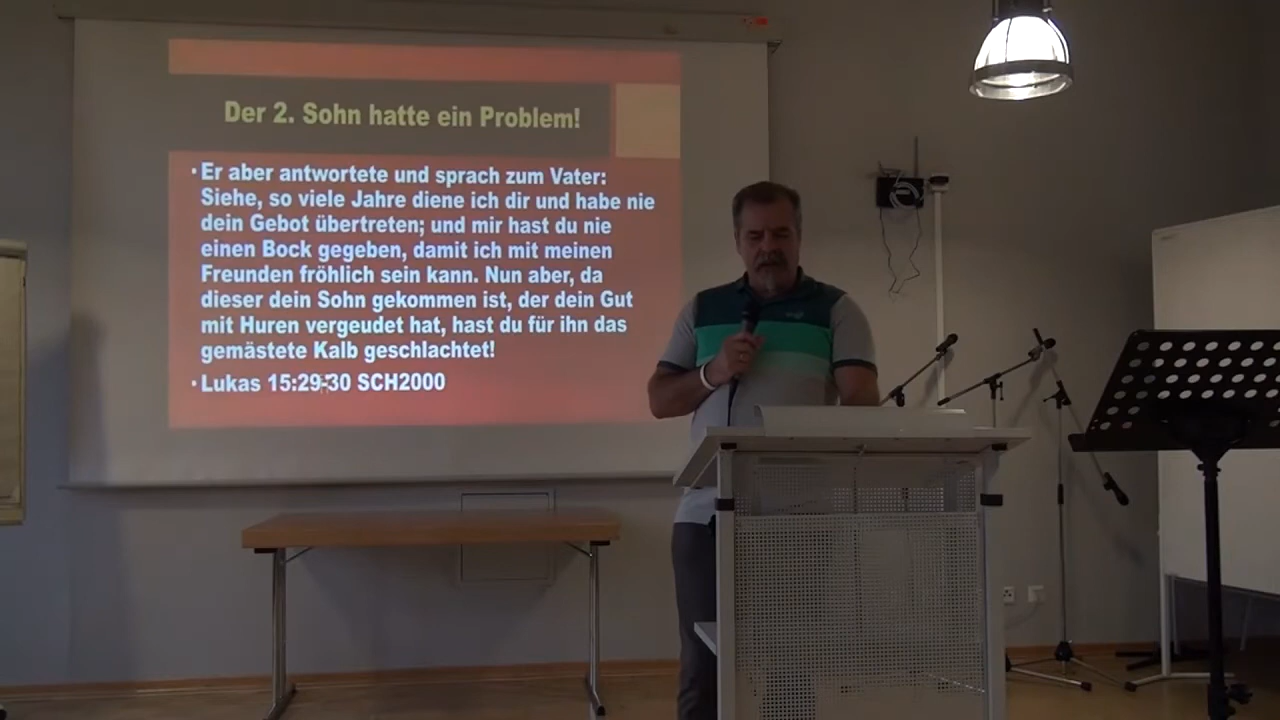 Der 2. Sohn hatte ein Problem!
· Er aber antwortete und sprach zum Vater:
Siehe, so viele Jahre diene ich dir und habe nie
dein Gebot übertreten; und mir hast du nie
einen Bock gegeben, damit ich mit meinen
Freunden fröhlich sein kann. Nun aber, da
dieser dein Sohn gekommen ist, der dein Gut
mit Huren vergeudet hat, hast du für ihn das
gemästete Kalb geschlachtet!
· Lukas 15:29-30 SCH2000